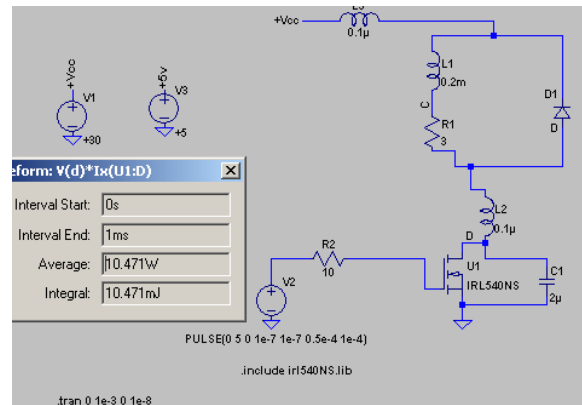 L3
+Vcc
0.1µ
L1
0.2m
C
R1
3
D1
D
+Vcc
V1
+30
+5v
V3
+5
eform: V(d)*Ix(U1:D)
Interval Start: 0s
Interval End: 1ms
Average: 10.471W
Integral: 10.471mJ
L2
0.1µ
D
U1
IRL540NS
C1
2µ
R2
10
V2
PULSE(0 5 0 1e-7 1e-7 0.5e-4 1e-4)
.include irl540NS.lib
.tran 0 1e-3 0 1e-8